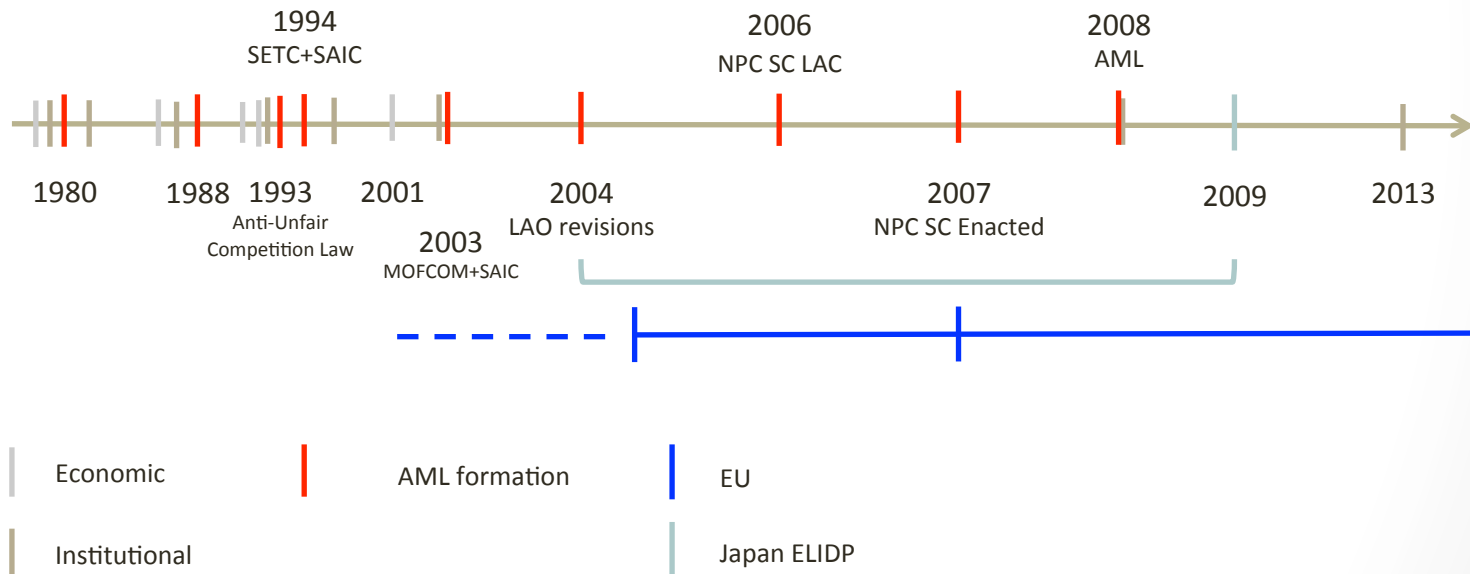 1994
SETC+SAIC
2006
NPC SC LAC
2008
AML
1980
1988
1993
Anti-Unfair
Competition Law
2001
2003
MOFCOM+SAIC
2004
LAO revisions
2007
NPC SC Enacted
2009
2013
Economic
AML formation
EU
Institutional
Japan ELIDP